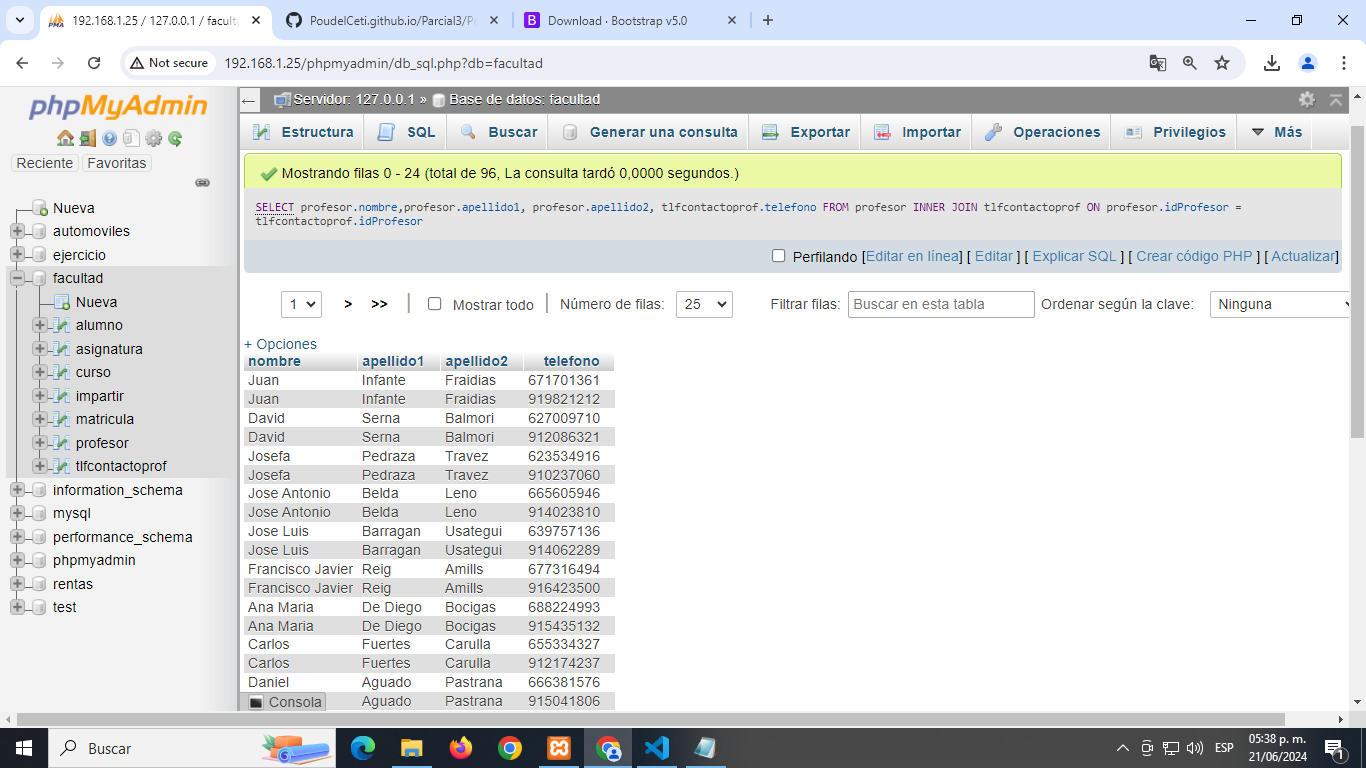 192.168.1.25 / 127.0.0.1 / faculta
PoudelCeti.github.io/Parcial3/Pe
Download · Bootstrap v5.0
Not secure
192.168.1.25/phpmyadmin/db_sql.php?db=facultad
phpMyAdmin
Reciente
Favoritas
Nueva
automoviles
ejercicio
facultad
Nueva
alumno
asignatura
curso
impartir
matricula
profesor
tlfcontactoprof
information_schema
mysql
performance_schema
phpmyadmin
rentas
test
Servidor: 127.0.0.1 » Base de datos: facultad
Estructura SQL Buscar Generar una consulta Exportar Importar Operaciones Privilegios Más
Mostrando filas 0 - 24 (total de 96, La consulta tardó 0,0000 segundos.)
SELECT profesor.nombre,profesor.apellido1, profesor.apellido2, tlfcontactoprof.telefono FROM profesor INNER JOIN tlfcontactoprof ON profesor.idProfesor =
tlfcontactoprof.idProfesor
Perfilando [Editar en línea] [ Editar ] [ Explicar SQL ] [ Crear código PHP ] [ Actualizar]
1 > >> | Mostrar todo | Número de filas: 25 Filtrar filas: Buscar en esta tabla Ordenar según la clave: Ninguna
+ Opciones
nombre apellido1 apellido2 telefono
Juan Infante Fraidias 671701361
Juan Infante Fraidias 919821212
David Serna Balmori 627009710
David Serna Balmori 912086321
Josefa Pedraza Travez 623534916
Josefa Pedraza Travez 910237060
Jose Antonio Belda Leno 665605946
Jose Antonio Belda Leno 914023810
Jose Luis Barragan Usategui 639757136
Jose Luis Barragan Usategui 914062289
Francisco Javier Reig Amills 677316494
Francisco Javier Reig Amills 916423500
Ana Maria De Diego Bocigas 688224993
Ana Maria De Diego Bocigas 915435132
Carlos Fuertes Carulla 655334327
Carlos Fuertes Carulla 912174237
Daniel Aguado Pastrana 666381576
Aguado Pastrana 915041806
Consola
Buscar
ESP
05:38 p. m.
21/06/2024
1